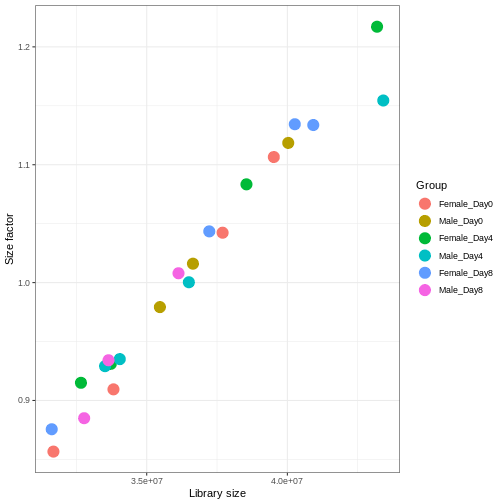 1.2
1.1
1.0
0.9
Size factor
3.5e+07
4.0e+07
Library size
Group
Female_Day0
Male_Day0
Female_Day4
Male_Day4
Female_Day8
Male_Day8